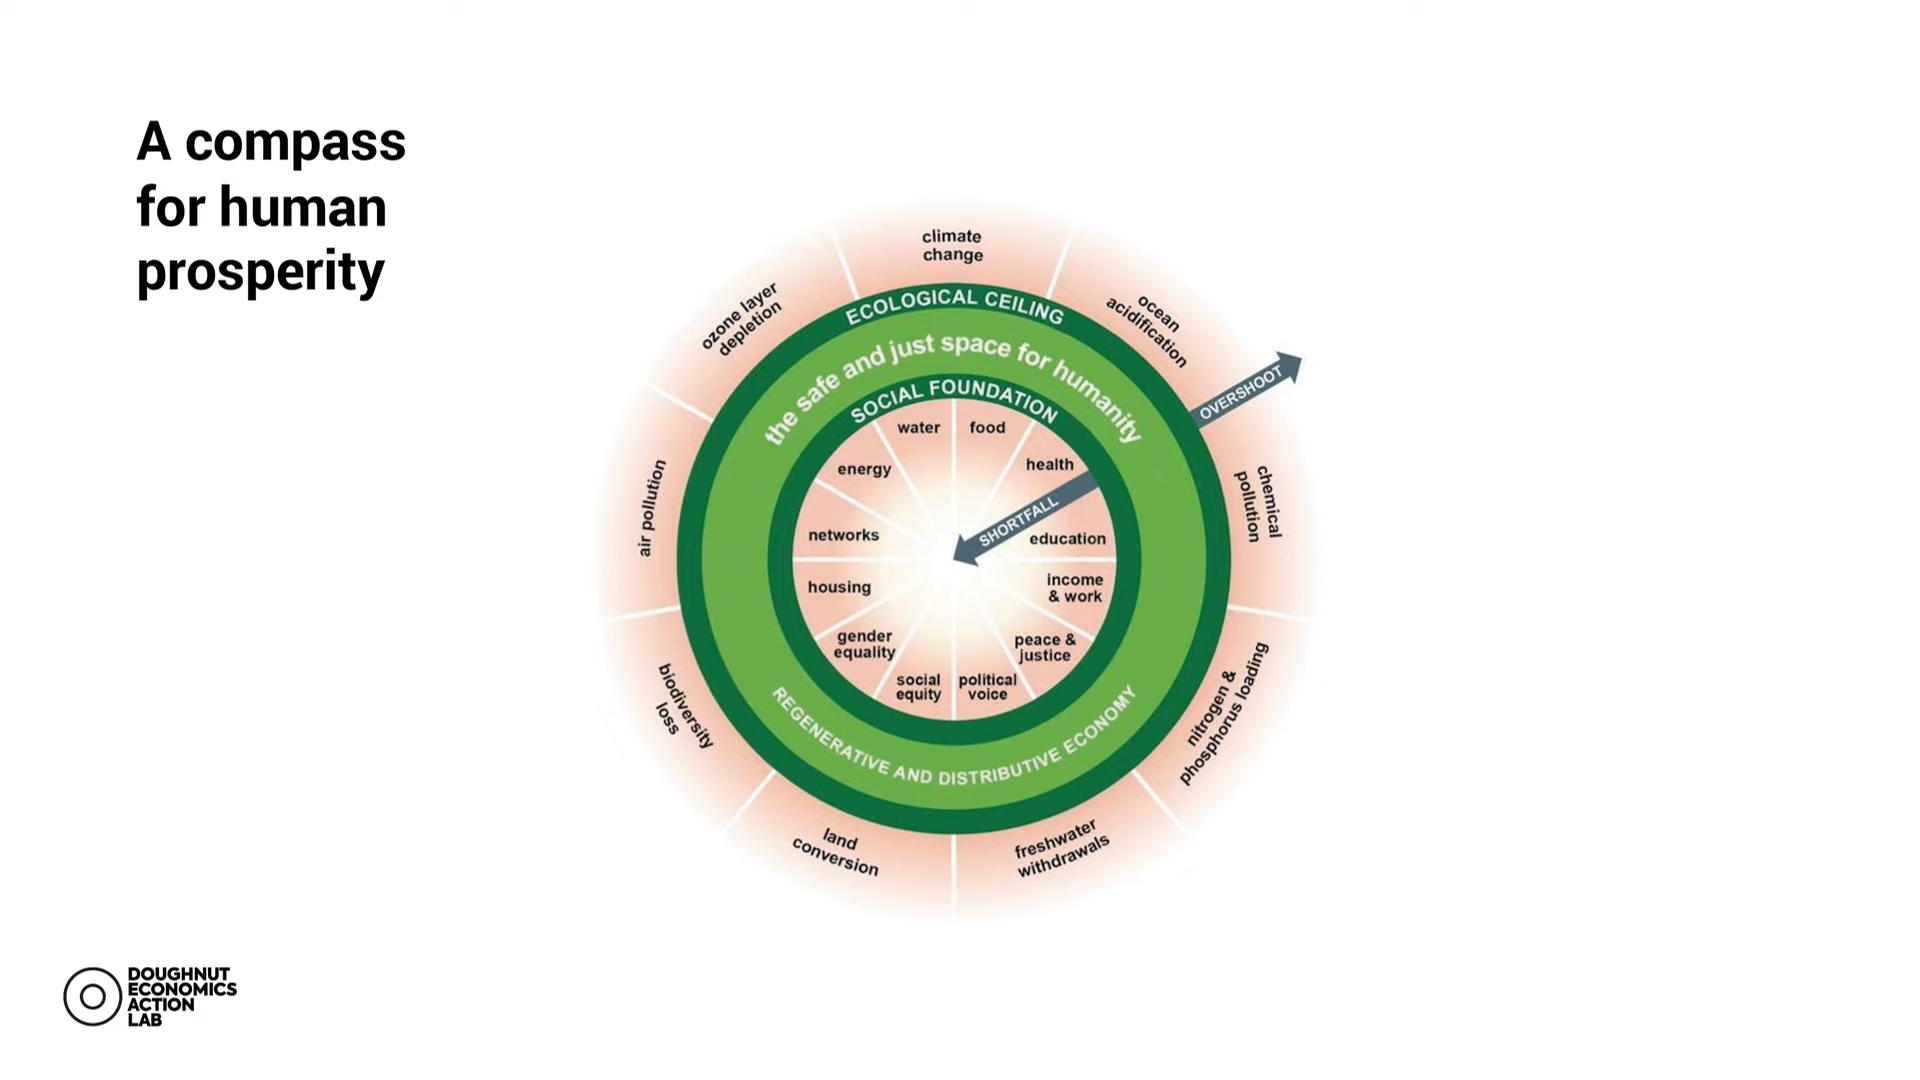 A compass
for human
prosperity
climate
change
ocean
acidification
chemical
pollution
nitrogen &
phosphorus loading
freshwater
withdrawals
land
conversion
biodiversity
loss
air pollution
ozone layer
depletion
ECOLOGICAL CEILING
the safe and just space for humanity
SOCIAL FOUNDATION
OVERSHOOT
SHORTFALL
water
food
health
education
income
& work
peace &
justice
political
voice
social
equity
gender
equality
housing
networks
energy
REGENERATIVE AND DISTRIBUTIVE ECONOMY
DOUGHNUT
ECONOMICS
ACTION
LAB